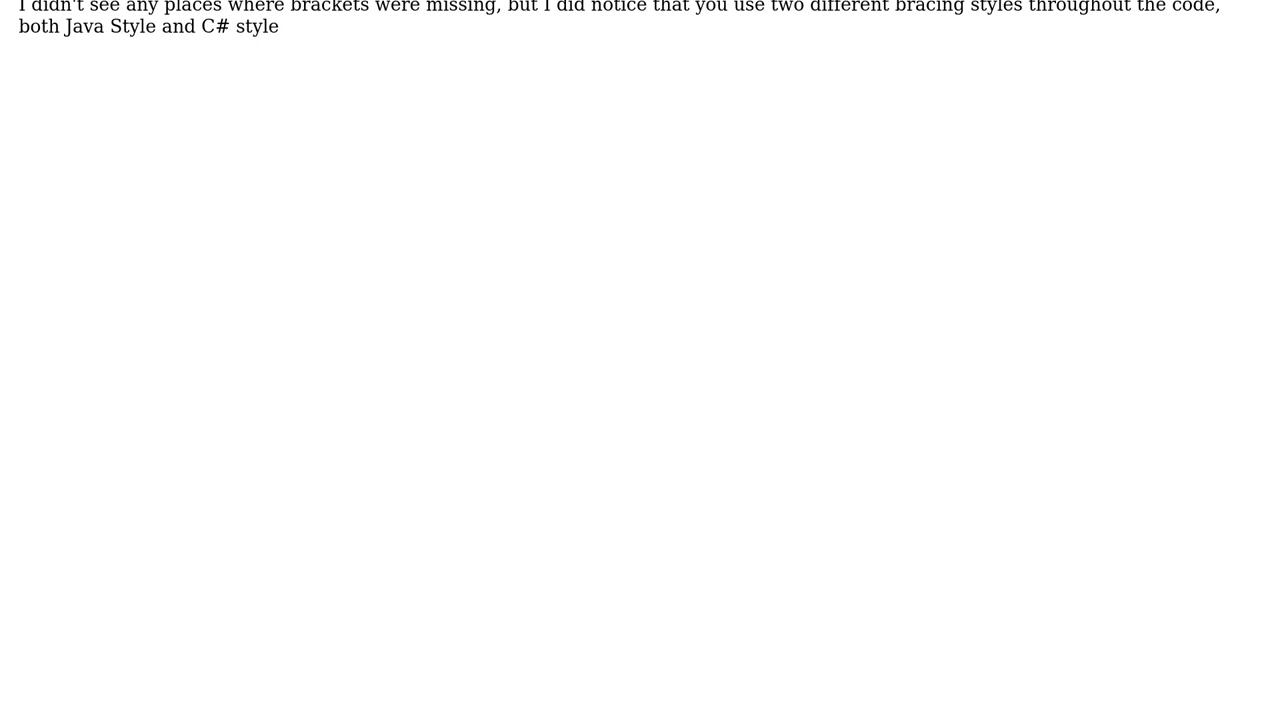 I didn't see any places where brackets were missing, but I did notice that you use two different bracing styles throughout the code,
both Java Style and C# style